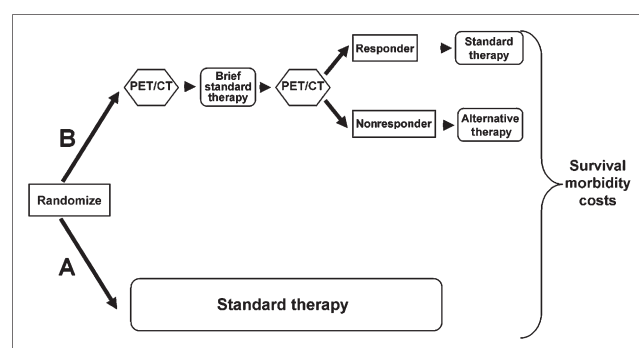 Responder
Standard
therapy
PET/CT
Brief
standard
therapy
PET/CT
Nonresponder
Alternative
therapy
B
Survival
morbidity
costs
Randomize
A
Standard therapy